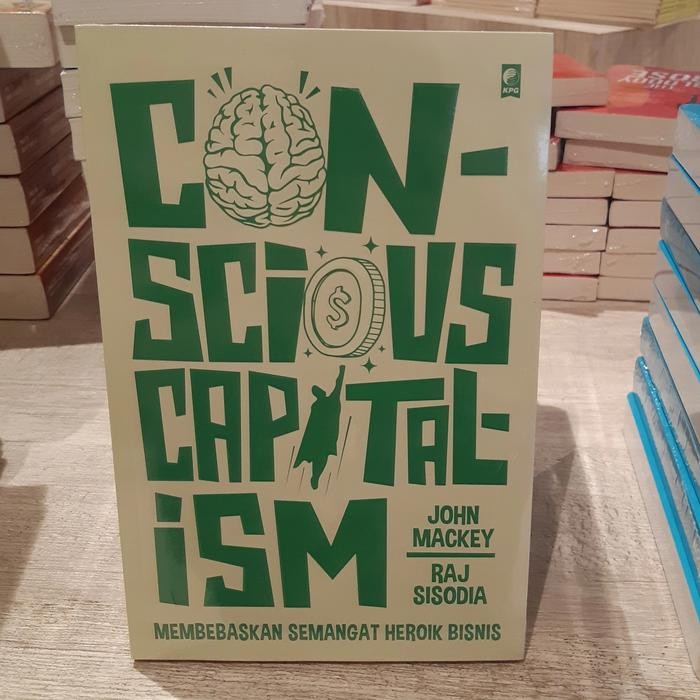 KPG
CON-
SCIOUS
CAPITAL-
ISM
JOHN
MACKEY
RAJ
SISODIA
MEMBEBASKAN SEMANGAT HEROIK BISNIS